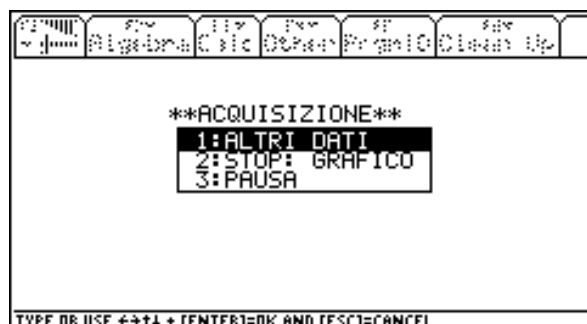 Algebra Calc Other PrgmIO Clean Up
**ACQUISIZIONE**
1:ALTRI DATI
2:STOP: GRAFICO
3:PAUSA
TYPE OR USE ←→↑↓ + [ENTER]=OK AND [ESC]=CANCEL